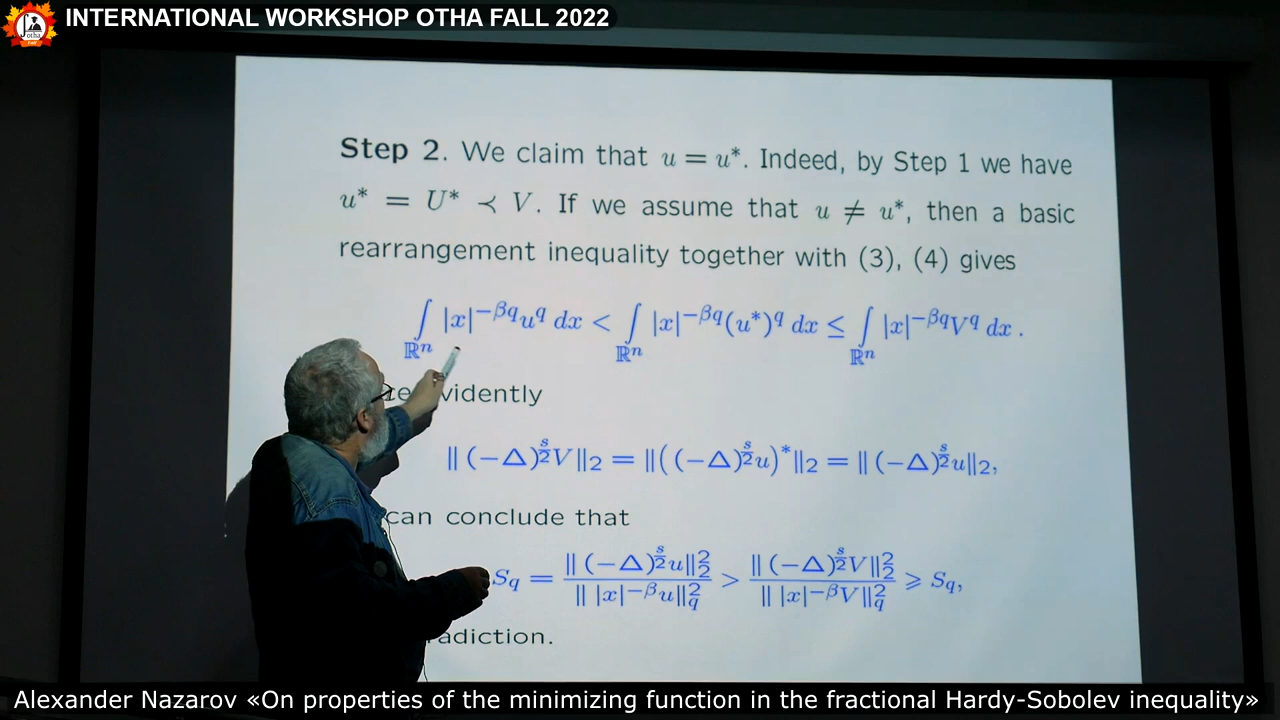 INTERNATIONAL WORKSHOP OTHA FALL 2022
otha
Step 2. We claim that u = u*. Indeed, by Step 1 we have
u* = U* ≺ V. If we assume that u ≠ u*, then a basic
rearrangement inequality together with (3), (4) gives
∫_{ℝⁿ} |x|^{−βq} u^q dx < ∫_{ℝⁿ} |x|^{−βq} (u*)^q dx ≤ ∫_{ℝⁿ} |x|^{−βq} V^q dx .
‖ (−Δ)^{s/2} V‖₂ = ‖( (−Δ)^{s/2} u)*‖₂ = ‖ (−Δ)^{s/2} u‖₂,
can conclude that
S_q = ‖ (−Δ)^{s/2} u‖₂² / ‖ |x|^{−β} u‖_q² > ‖ (−Δ)^{s/2} V‖₂² / ‖ |x|^{−β} V‖_q² ⩾ S_q,
Alexander Nazarov «On properties of the minimizing function in the fractional Hardy-Sobolev inequality»